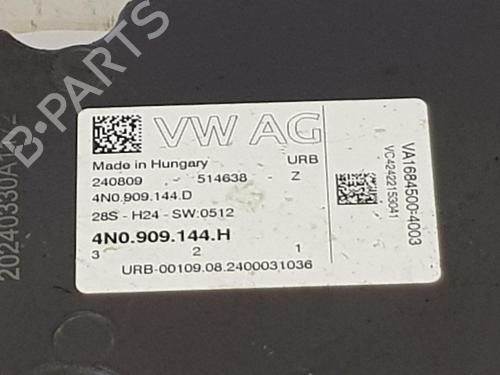 VW AG
Made in Hungary URB
240809 - 514638 - Z
4N0.909.144.D
28S - H24 - SW:0512
4N0.909.144.H
3 2 1
URB-00109.08.2400031036
VA1684500-4003
VC42422153041
B-PARTS